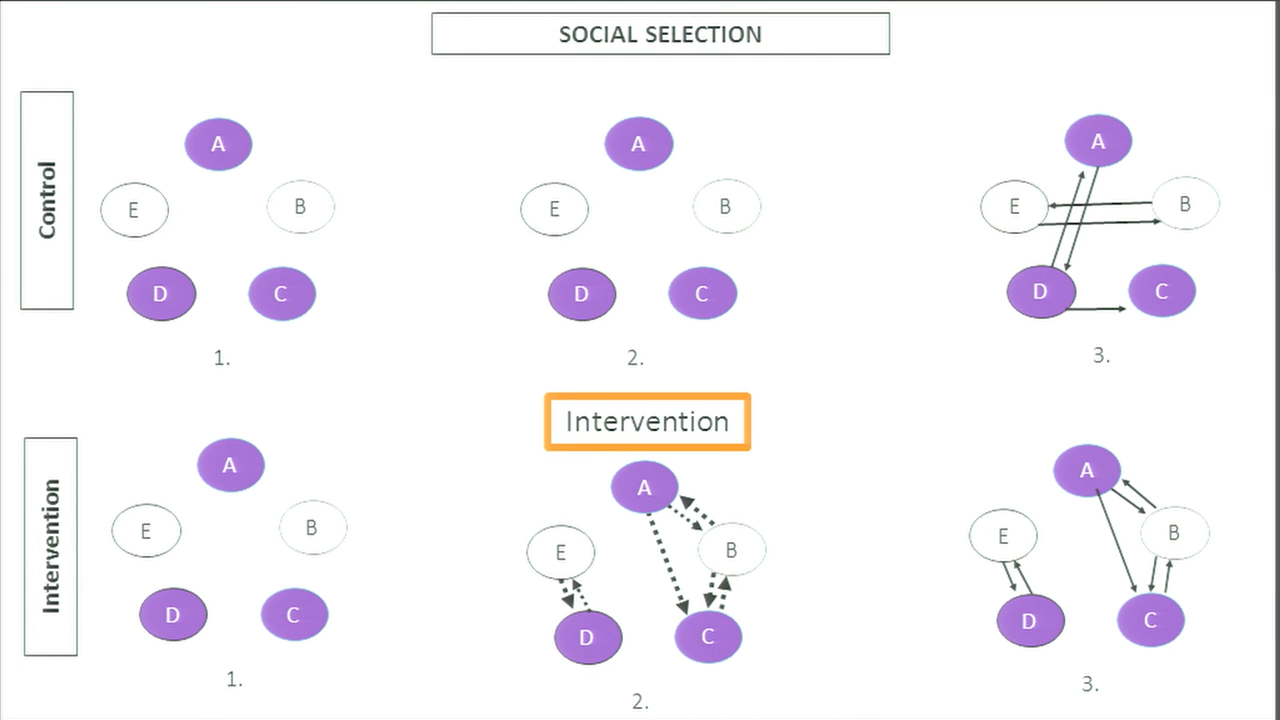 SOCIAL SELECTION
Control
A
E
B
D
C
1.
A
E
B
D
C
2.
A
E
B
D
C
3.
Intervention
Intervention
A
E
B
D
C
1.
A
E
B
D
C
2.
A
E
B
D
C
3.